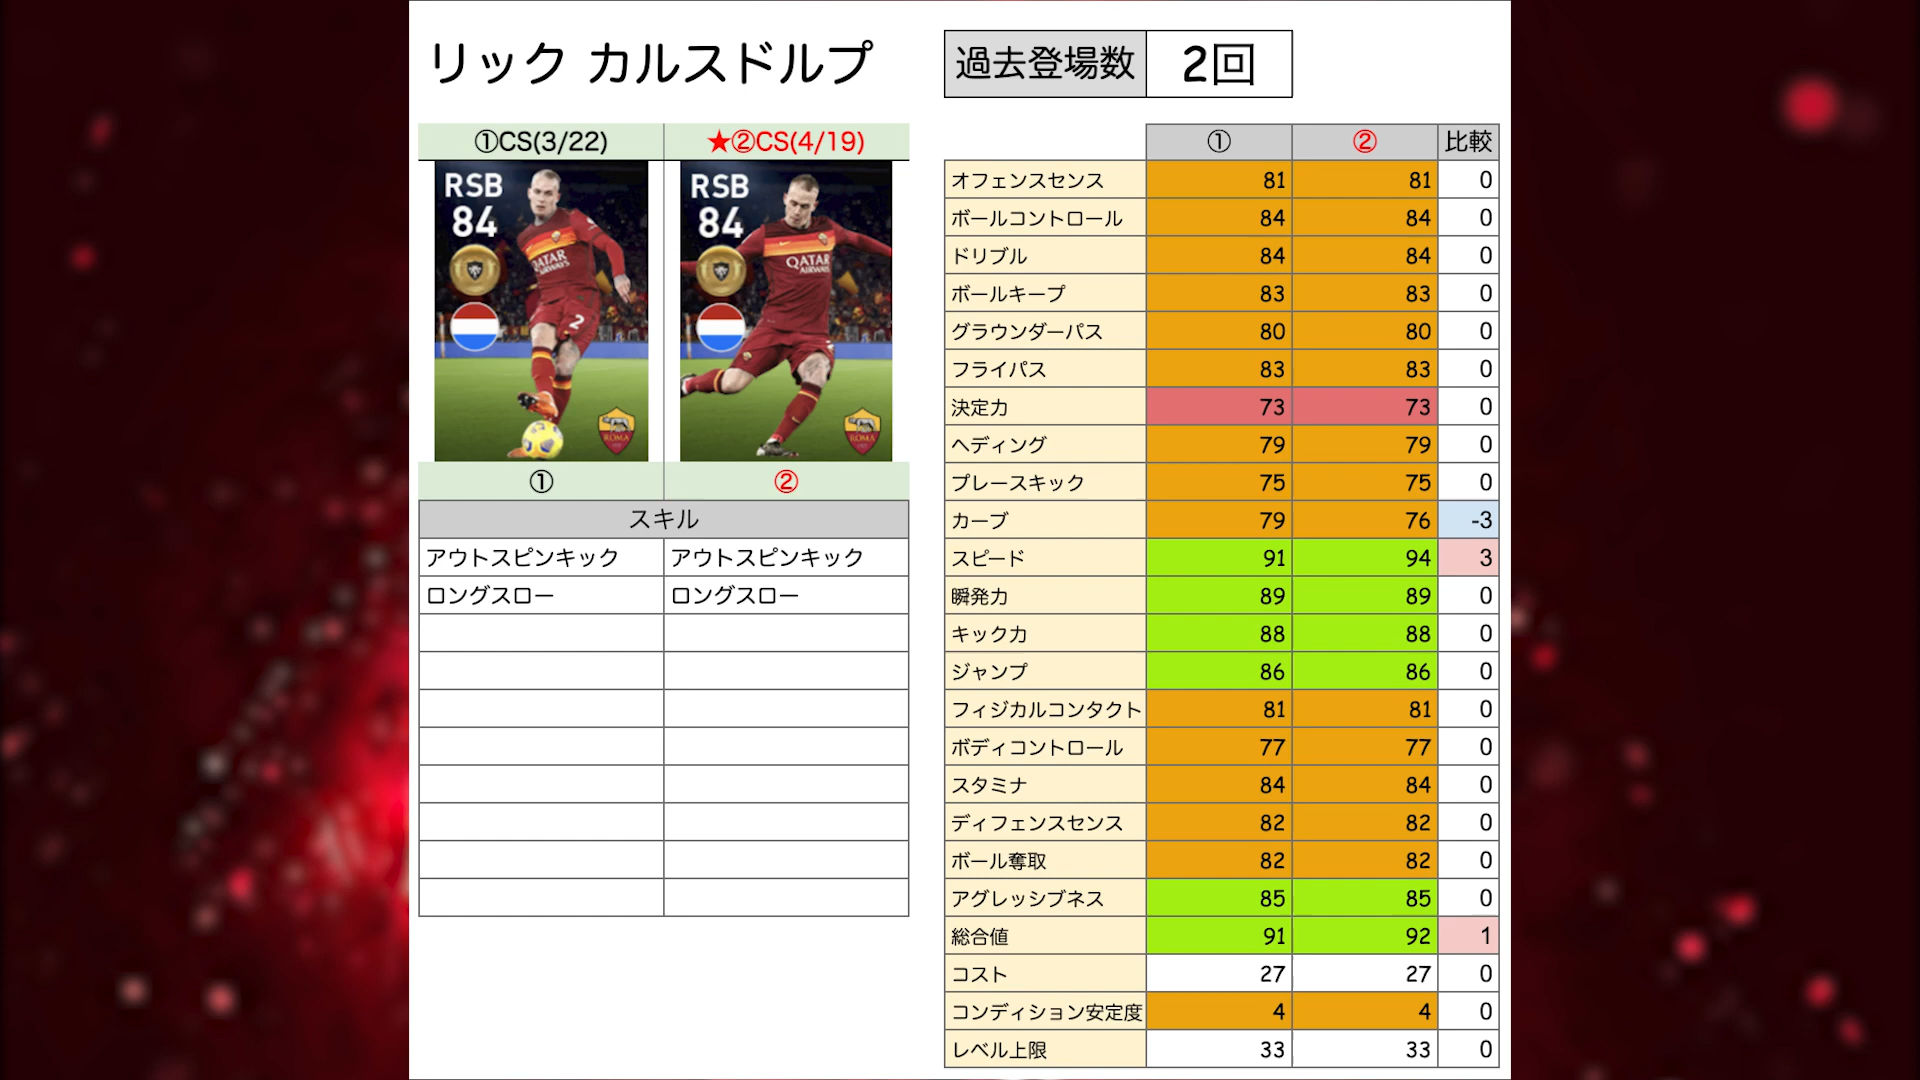 リック カルスドルプ
過去登場数 2回
①CS(3/22) ★②CS(4/19)
RSB 84 QATAR AIRWAYS 2 ROMA
RSB 84 QATAR AIRWAYS ROMA
① ②
スキル
アウトスピンキック アウトスピンキック
ロングスロー ロングスロー
① ② 比較
オフェンスセンス 81 81 0
ボールコントロール 84 84 0
ドリブル 84 84 0
ボールキープ 83 83 0
グラウンダーパス 80 80 0
フライパス 83 83 0
決定力 73 73 0
ヘディング 79 79 0
プレースキック 75 75 0
カーブ 79 76 -3
スピード 91 94 3
瞬発力 89 89 0
キック力 88 88 0
ジャンプ 86 86 0
フィジカルコンタクト 81 81 0
ボディコントロール 77 77 0
スタミナ 84 84 0
ディフェンスセンス 82 82 0
ボール奪取 82 82 0
アグレッシブネス 85 85 0
総合値 91 92 1
コスト 27 27 0
コンディション安定度 4 4 0
レベル上限 33 33 0